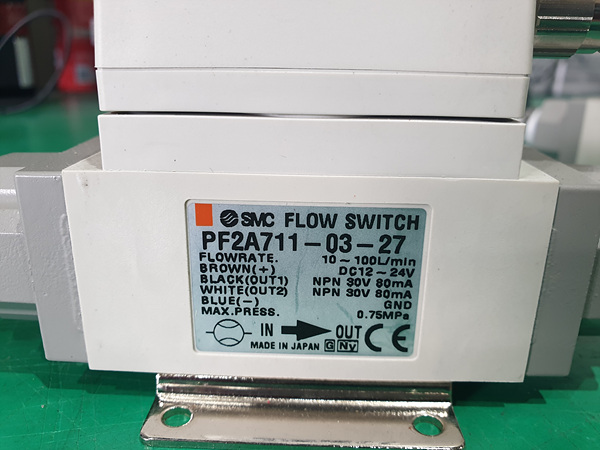 SMC FLOW SWITCH
PF2A711-03-27
FLOWRATE. 10~100L/min
BROWN(+) DC12~24V
BLACK(OUT1) NPN 30V 80mA
WHITE(OUT2) NPN 30V 80mA
BLUE(-) GND
MAX.PRESS. 0.75MPa
IN OUT CE
MADE IN JAPAN G Ny